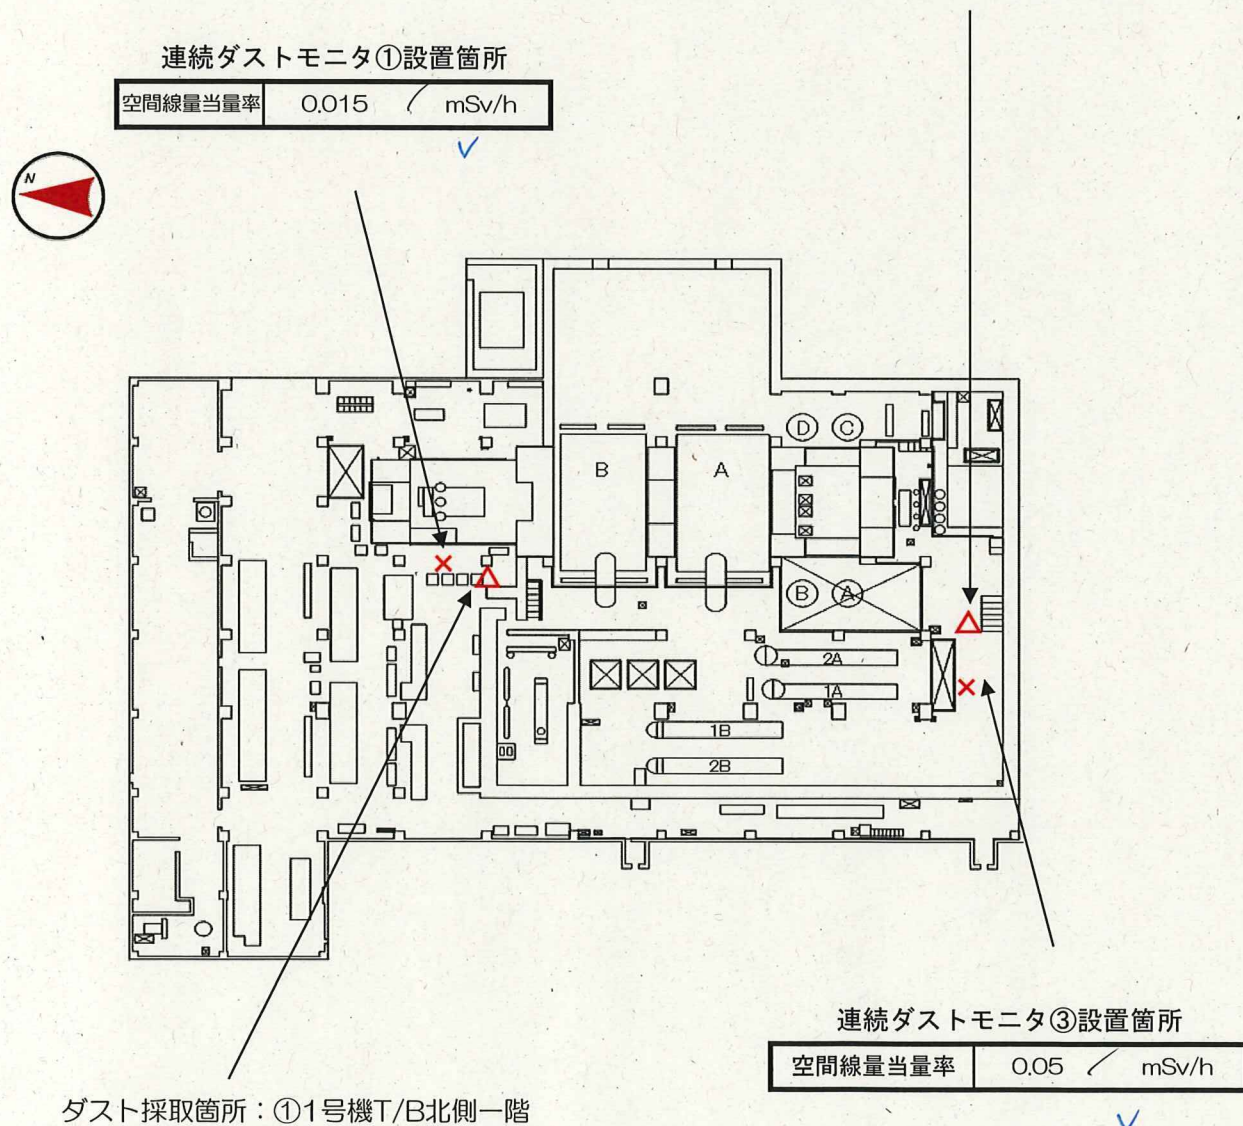 連続ダストモニタ①設置箇所
空間線量当量率 0.015 mSv/h
N
D C
B A
B A
2A
1A
1B
2B
連続ダストモニタ③設置箇所
空間線量当量率 0.05 mSv/h
ダスト採取箇所：①1号機T/B北側一階